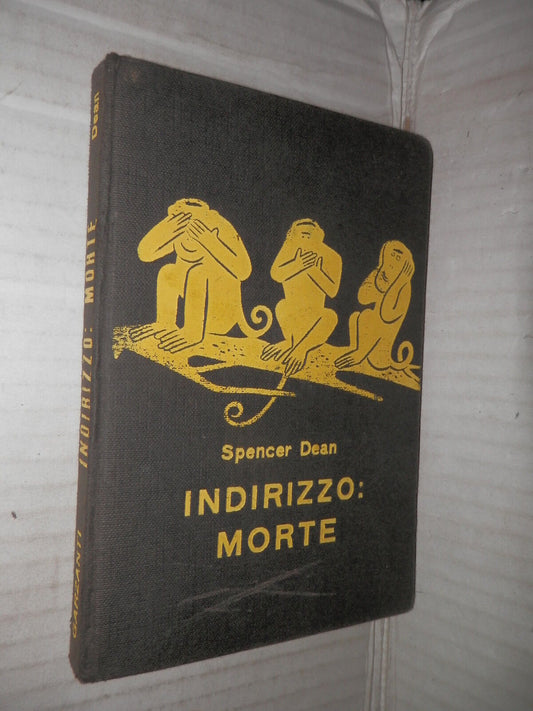 Spencer Dean
INDIRIZZO:
MORTE
Dean
INDIRIZZO: MORTE
GARZANTI